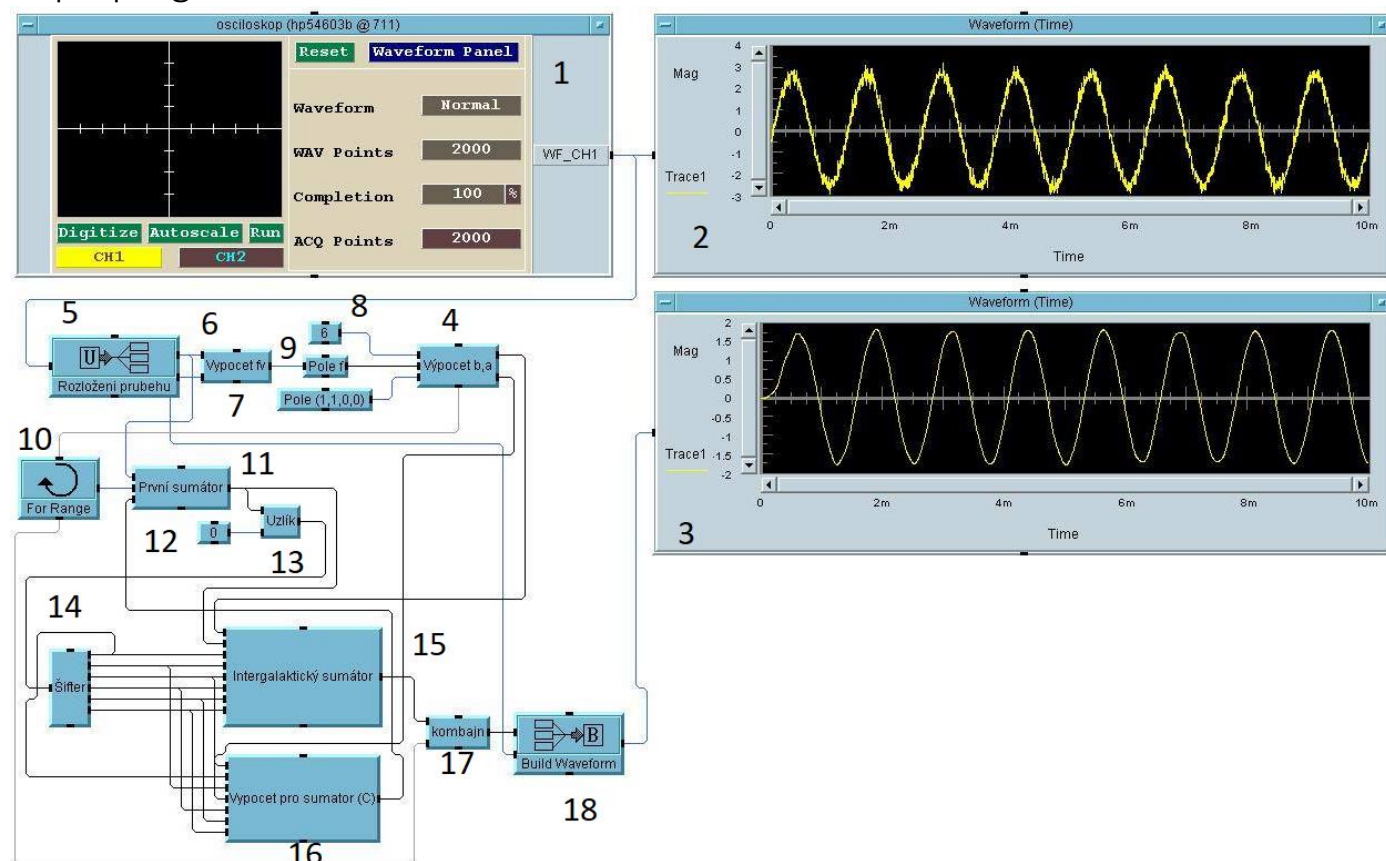 osciloskop (hp54603b @ 711)
Reset
Waveform Panel
Waveform
Normal
WAV Points
2000
Completion
100 %
ACQ Points
2000
Digitize
Autoscale
Run
CH1
CH2
1
WF_CH1
Waveform (Time)
Mag
4
3
2
1
0
-1
-2
-3
Trace1
2
0
2m
4m
6m
8m
10m
Time
Waveform (Time)
Mag
2
1.5
1
0.5
0
-0.5
-1
-1.5
-2
Trace1
3
0
2m
4m
6m
8m
10m
Time
5
U
Rozložení prubehu
6
Vypocet fv
7
8
6
9
Pole f
Pole (1,1,0,0)
4
Výpocet b,a
10
For Range
11
První sumátor
12
0
Uzlík
13
14
Šifter
15
Intergalaktický sumátor
Vypocet pro sumator (C)
16
kombajn
17
B
Build Waveform
18